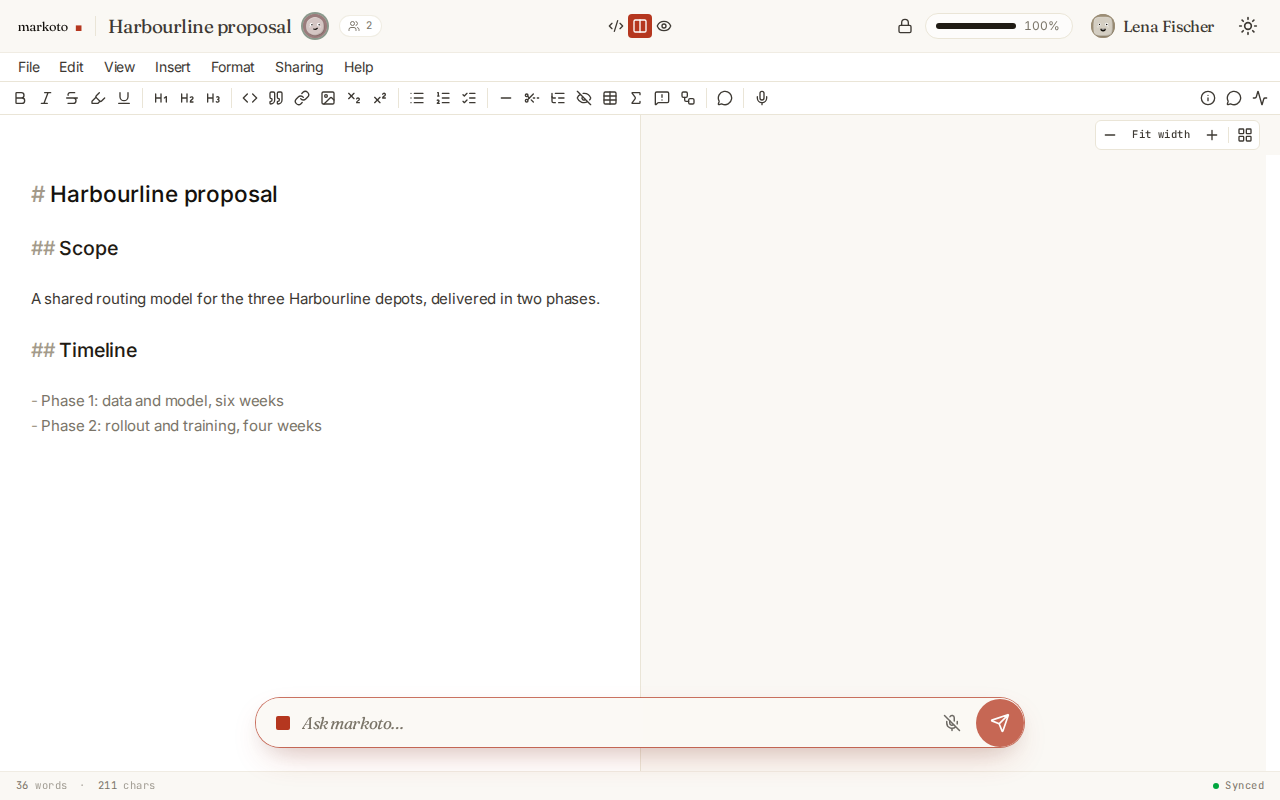 markoto
Harbourline proposal
2
100%
Lena Fischer
File Edit View Insert Format Sharing Help
H1 H2 H3
Fit width
# Harbourline proposal
## Scope
A shared routing model for the three Harbourline depots, delivered in two phases.
## Timeline
- Phase 1: data and model, six weeks
- Phase 2: rollout and training, four weeks
Ask markoto...
36 words · 211 chars
Synced